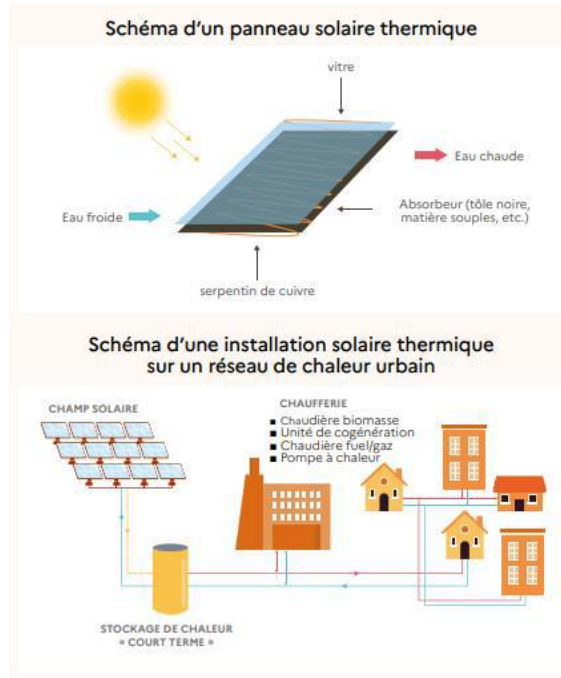 Schéma d'un panneau solaire thermique
vitre
Eau chaude
Absorbeur (tôle noire,
matière souples, etc.)
Eau froide
serpentin de cuivre
Schéma d'une installation solaire thermique
sur un réseau de chaleur urbain
CHAMP SOLAIRE
CHAUFFERIE
▪ Chaudière biomasse
▪ Unité de cogénération
▪ Chaudière fuel/gaz
▪ Pompe à chaleur
STOCKAGE DE CHALEUR
« COURT TERME »